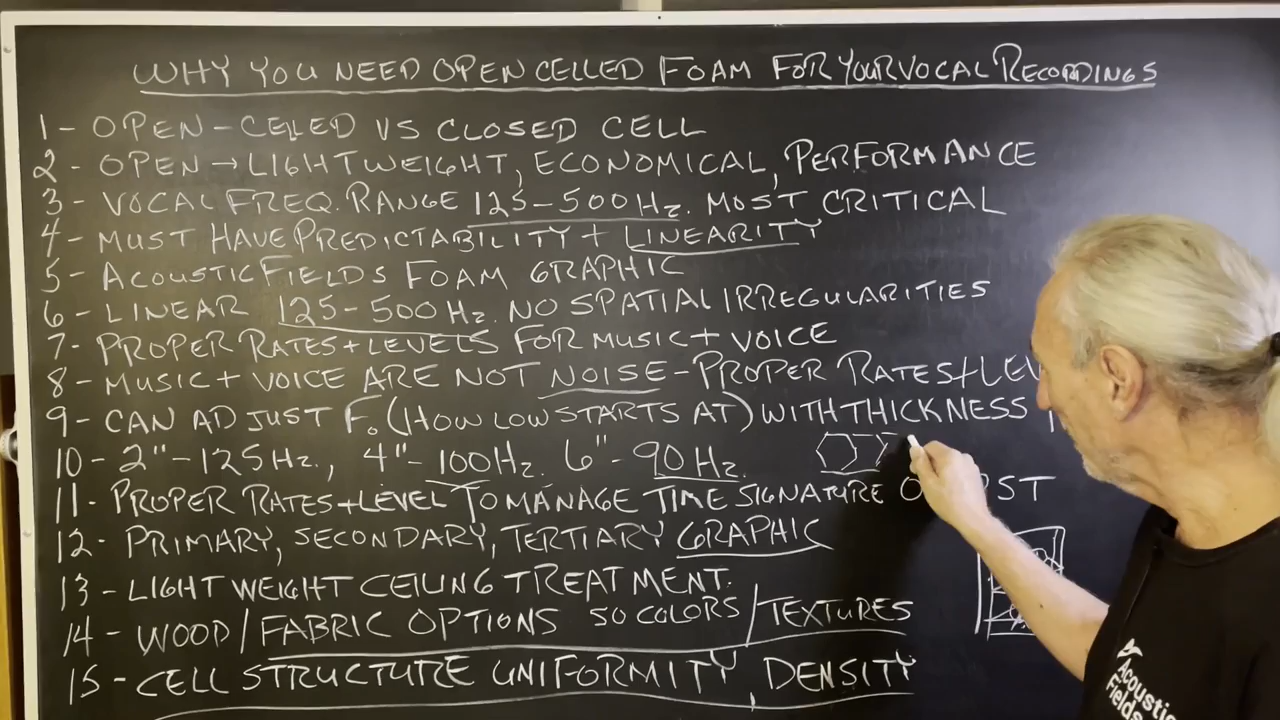 WHY YOU NEED OPEN CELLED FOAM FOR YOUR VOCAL RECORDINGS
1 - OPEN-CELLED VS CLOSED CELL
2 - OPEN → LIGHTWEIGHT, ECONOMICAL, PERFORMANCE
3 - VOCAL FREQ. RANGE 125-500 Hz. MOST CRITICAL
4 - MUST HAVE PREDICTABILITY + LINEARITY
5 - ACOUSTIC FIELDS FOAM GRAPHIC
6 - LINEAR 125-500 Hz NO SPATIAL IRREGULARITIES
7 - PROPER RATES + LEVELS FOR MUSIC + VOICE
8 - MUSIC + VOICE ARE NOT NOISE - PROPER RATES +
9 - CAN ADJUST Fo (HOW LOW STARTS AT) WITH THICKNESS
10 - 2" - 125 Hz., 4" - 100 Hz. 6" - 90 Hz.
11 - PROPER RATES + LEVEL TO MANAGE TIME SIGNATURE
12 - PRIMARY, SECONDARY, TERTIARY GRAPHIC
13 - LIGHT WEIGHT CEILING TREATMENT.
14 - WOOD / FABRIC OPTIONS 50 COLORS / TEXTURES
15 - CELL STRUCTURE UNIFORMITY, DENSITY
Acoustic
Fields